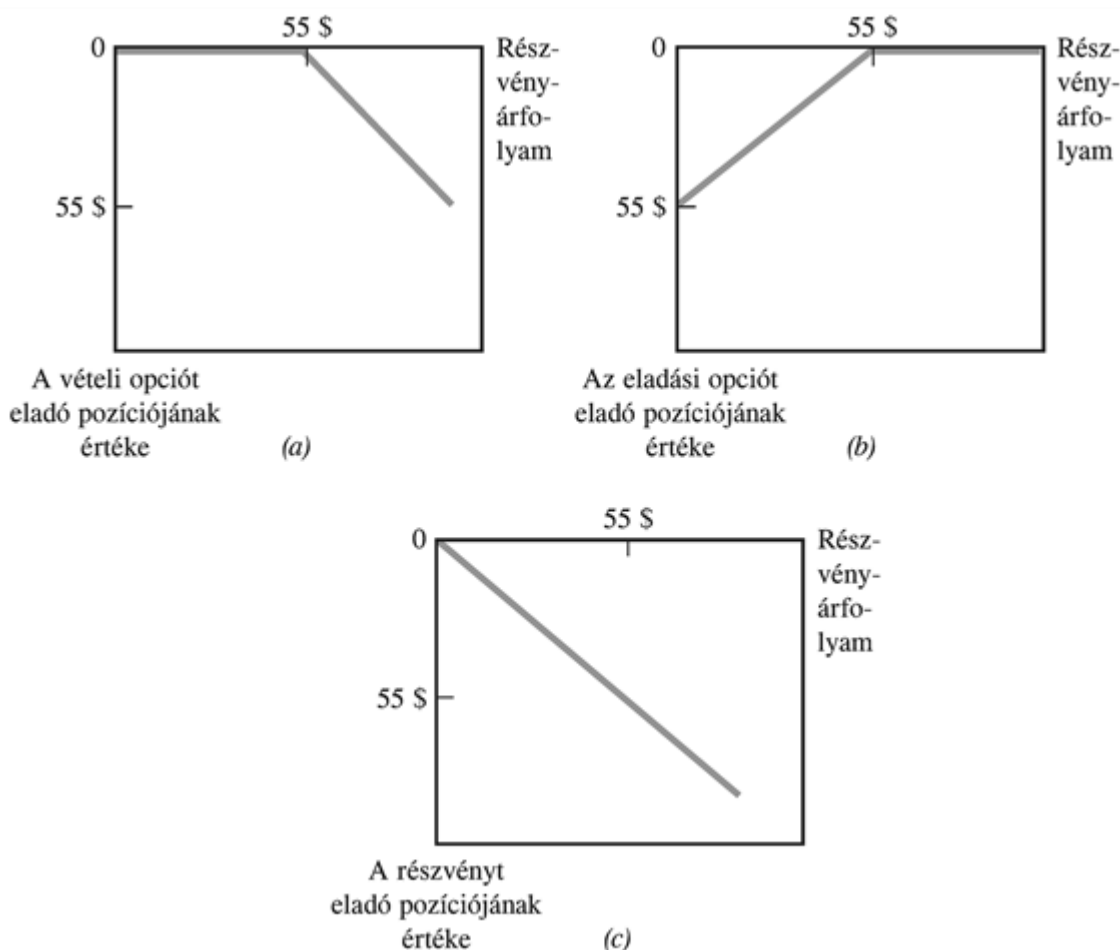 55 $
0
Rész-
vény-
árfo-
lyam
55 $
A vételi opciót
eladó pozíciójának
értéke
(a)
55 $
0
Rész-
vény-
árfo-
lyam
55 $
Az eladási opciót
eladó pozíciójának
értéke
(b)
55 $
0
Rész-
vény-
árfo-
lyam
55 $
A részvényt
eladó pozíciójának
értéke
(c)